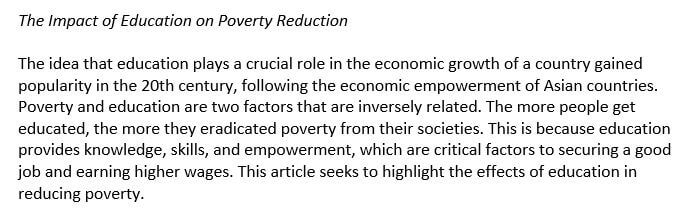 The Impact of Education on Poverty Reduction
The idea that education plays a crucial role in the economic growth of a country gained
popularity in the 20th century, following the economic empowerment of Asian countries.
Poverty and education are two factors that are inversely related. The more people get
educated, the more they eradicated poverty from their societies. This is because education
provides knowledge, skills, and empowerment, which are critical factors to securing a good
job and earning higher wages. This article seeks to highlight the effects of education in
reducing poverty.